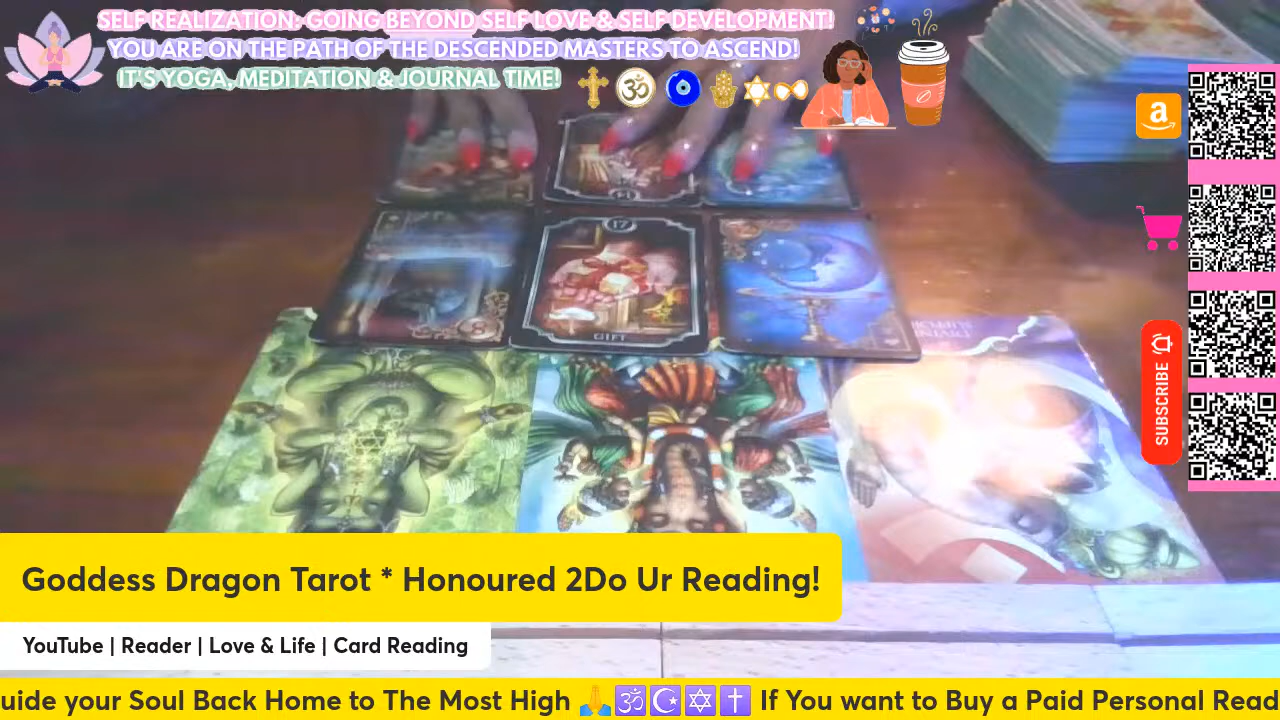 SELF REALIZATION: GOING BEYOND SELF LOVE & SELF DEVELOPMENT!
YOU ARE ON THE PATH OF THE DESCENDED MASTERS TO ASCEND!
IT'S YOGA, MEDITATION & JOURNAL TIME!
a
17
GIFT
8
SUBSCRIBE
Goddess Dragon Tarot * Honoured 2Do Ur Reading!
YouTube | Reader | Love & Life | Card Reading
uide your Soul Back Home to The Most High 🙏🕉☪✡✝ If You want to Buy a Paid Personal Read